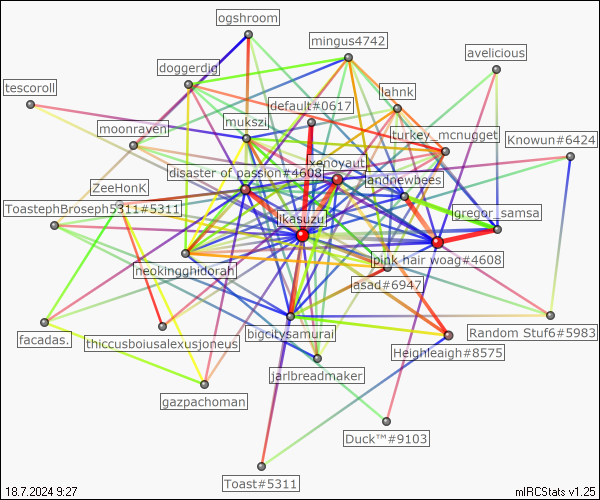 ogshroom
mingus4742
avelicious
doggerdig
tescoroll
lahnk
default#0617
mukszi
moonraven
turkey_mcnugget
Knowun#6424
xenoyaut
disaster of passion#4608
andnewbees
ZeeHonK
ToastephBroseph5311#5311
jkasuzu
gregor_samsa
pink hair woag#4608
neokingghidorah
asad#6947
bigcitysamurai
facadas.
thiccusboiusalexusjoneus
Random Stuf6#5983
Heighleaigh#8575
jarlbreadmaker
gazpachoman
Duck™#9103
Toast#5311
18.7.2024 9:27
mIRCStats v1.25